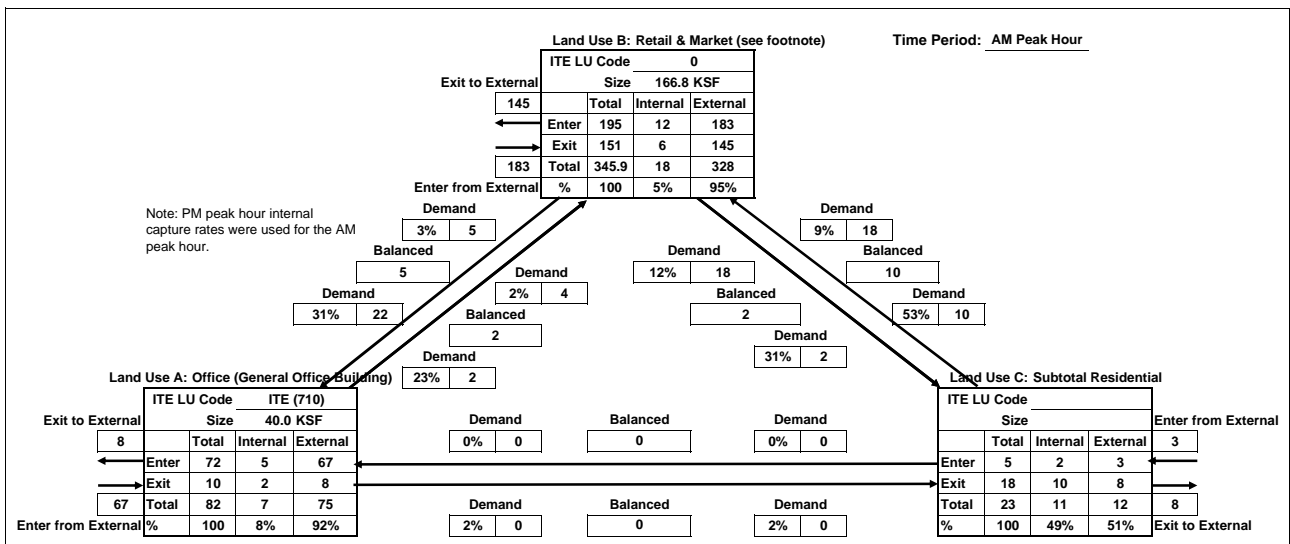 Land Use B: Retail & Market (see footnote)
Time Period: AM Peak Hour
ITE LU Code 0
Exit to External Size 166.8 KSF
145 Total Internal External
Enter 195 12 183
Exit 151 6 145
183 Total 345.9 18 328
Enter from External % 100 5% 95%
Note: PM peak hour internal
capture rates were used for the AM
peak hour.
Demand
3% 5
Balanced
5
Demand
31% 22
Demand
2% 4
Balanced
2
Demand
23% 2
Demand
12% 18
Balanced
2
Demand
31% 2
Demand
9% 18
Balanced
10
Demand
53% 10
Land Use A: Office (General Office Building)
ITE LU Code ITE (710)
Exit to External Size 40.0 KSF
8 Total Internal External
Enter 72 5 67
Exit 10 2 8
67 Total 82 7 75
Enter from External % 100 8% 92%
Demand Balanced Demand
0% 0 0 0% 0
Demand Balanced Demand
2% 0 0 2% 0
Land Use C: Subtotal Residential
ITE LU Code
Size Enter from External
Total Internal External 3
Enter 5 2 3
Exit 18 10 8
Total 23 11 12 8
% 100 49% 51% Exit to External